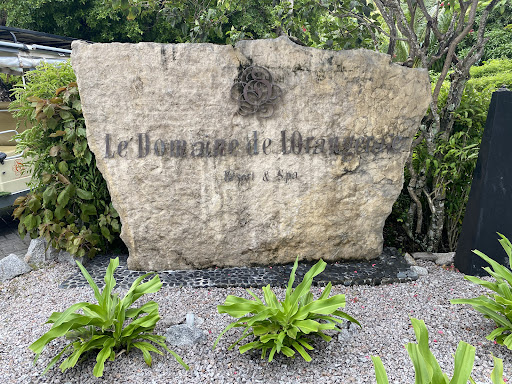 Le Domaine de L'Orangeraie
Resort & Spa